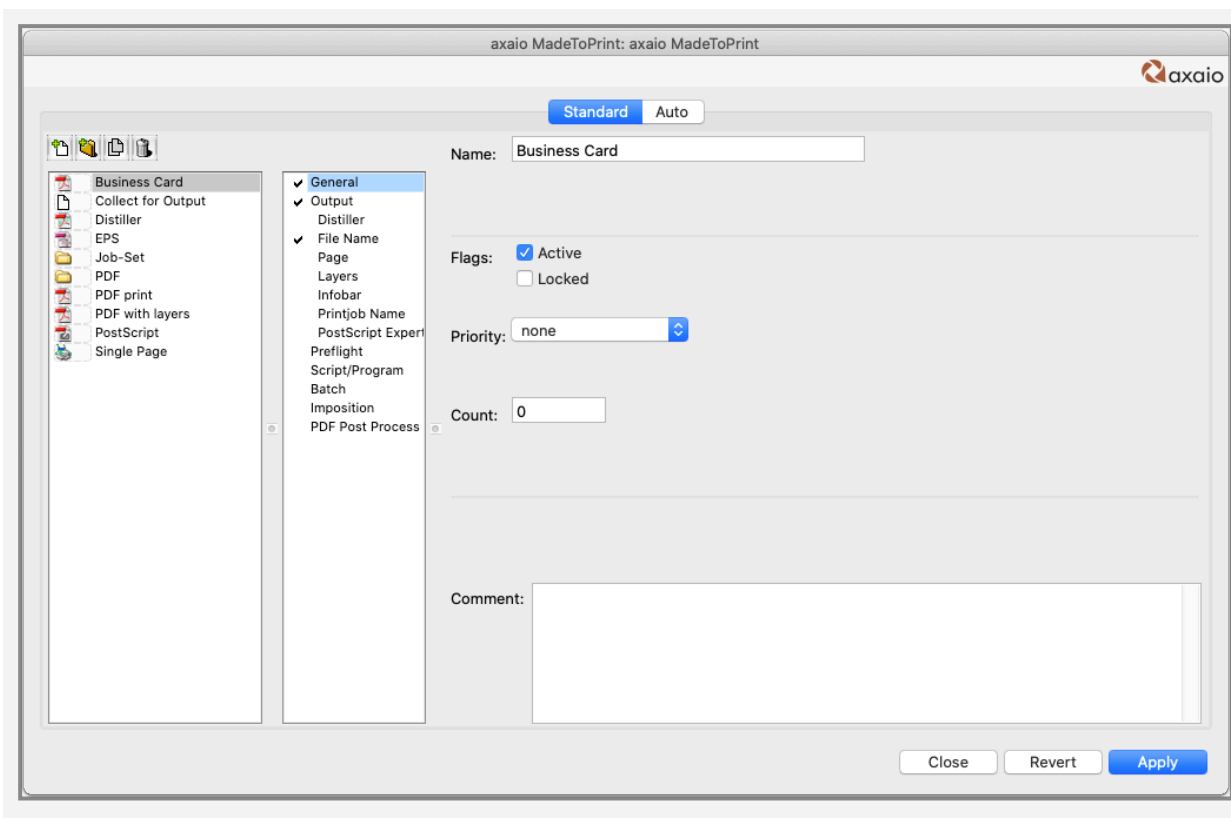 axaio MadeToPrint: axaio MadeToPrint
axaio
Standard Auto
Name: Business Card
Business Card
Collect for Output
Distiller
EPS
Job-Set
PDF
PDF print
PDF with layers
PostScript
Single Page
General
Output
Distiller
File Name
Page
Layers
Infobar
Printjob Name
PostScript Expert
Preflight
Script/Program
Batch
Imposition
PDF Post Process
Flags: Active
Locked
Priority: none
Count: 0
Comment:
Close Revert Apply